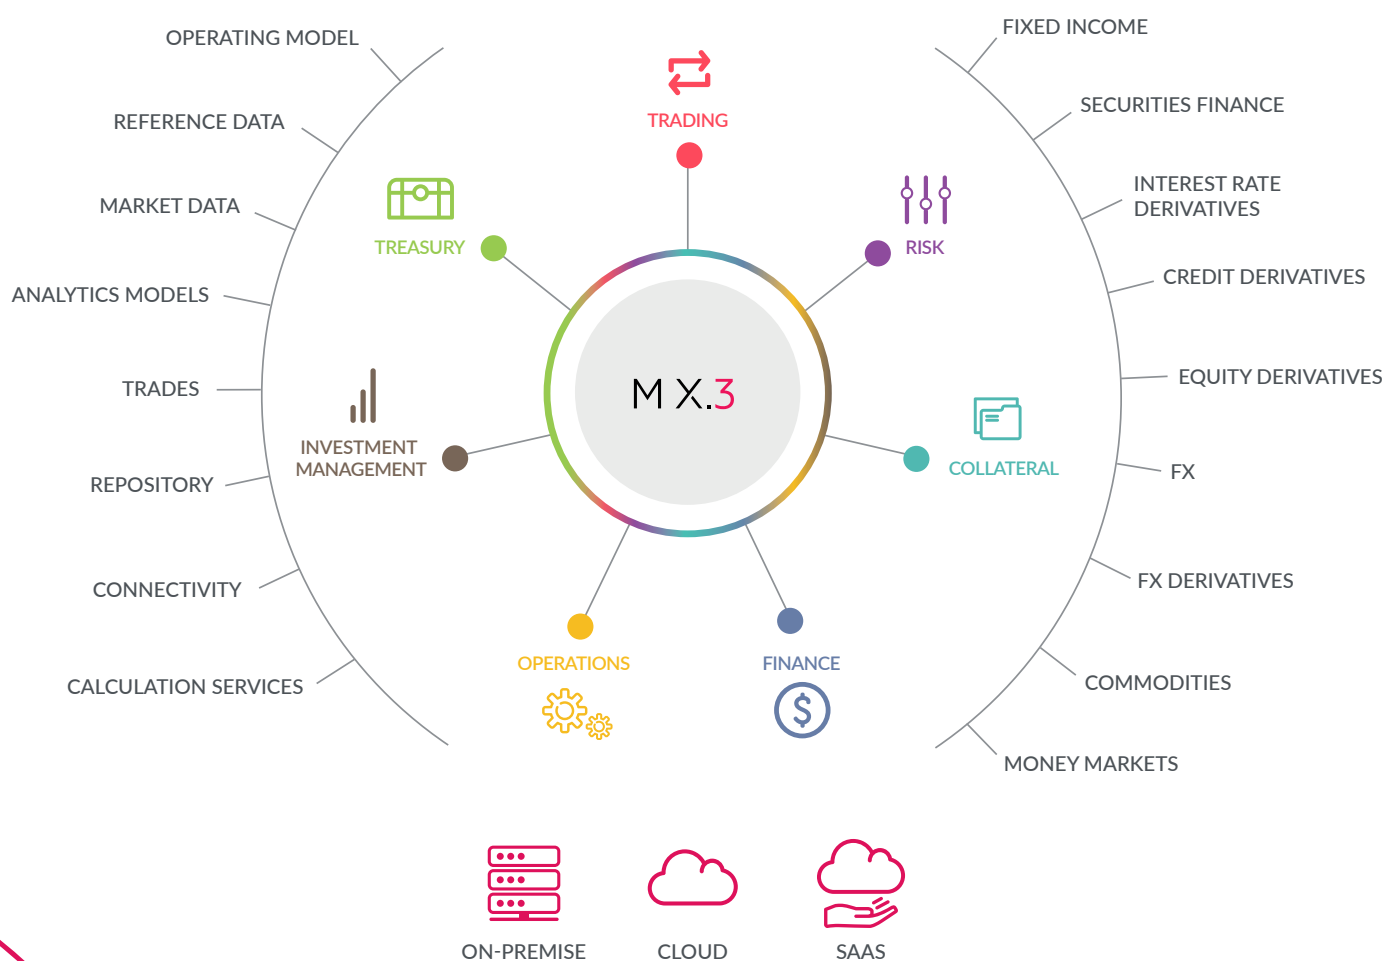 OPERATING MODEL
REFERENCE DATA
MARKET DATA
ANALYTICS MODELS
TRADES
REPOSITORY
CONNECTIVITY
CALCULATION SERVICES
TRADING
TREASURY
RISK
INVESTMENT
MANAGEMENT
MX.3
COLLATERAL
OPERATIONS
FINANCE
$
FIXED INCOME
SECURITIES FINANCE
INTEREST RATE
DERIVATIVES
CREDIT DERIVATIVES
EQUITY DERIVATIVES
FX
FX DERIVATIVES
COMMODITIES
MONEY MARKETS
ON-PREMISE
CLOUD
SAAS